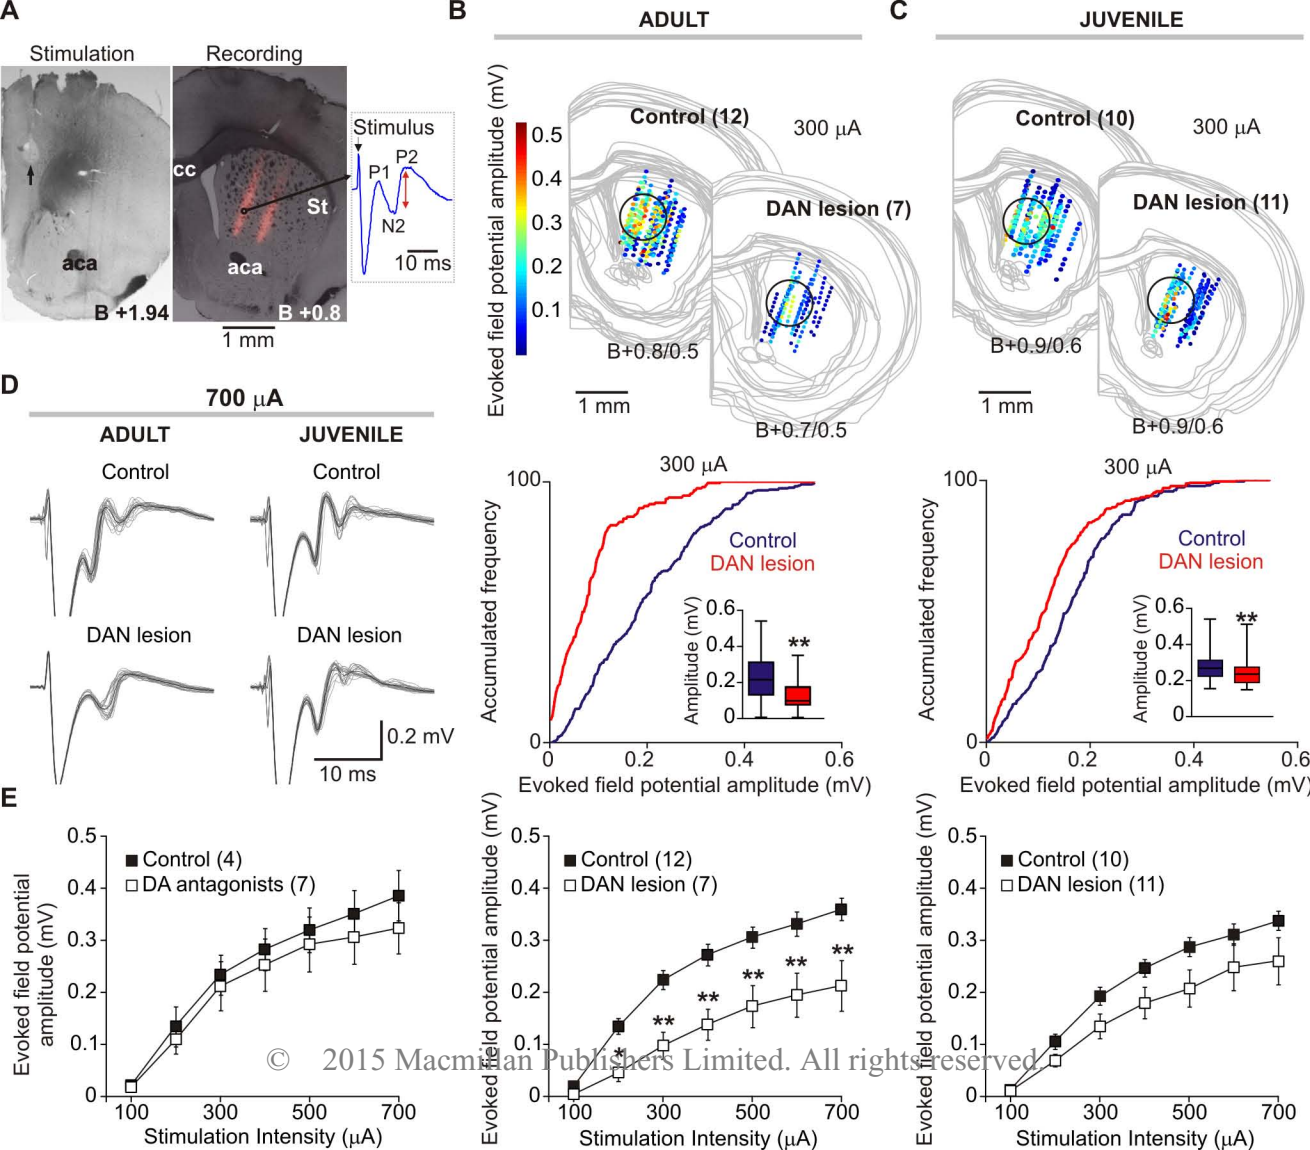 A
Stimulation
Recording
aca
B +1.94
cc
St
aca
B +0.8
1 mm
Stimulus
P1
P2
N2
10 ms
B
ADULT
Evoked field potential amplitude (mV)
0.5
0.4
0.3
0.2
0.1
Control (12)
300 μA
DAN lesion (7)
B+0.8/0.5
1 mm
B+0.7/0.5
300 μA
100
0
Accumulated frequency
Control
DAN lesion
Amplitude (mV)
0.6
0.4
0.2
0
**
0
0.2
0.4
0.6
Evoked field potential amplitude (mV)
C
JUVENILE
Control (10)
300 μA
DAN lesion (11)
B+0.9/0.6
1 mm
B+0.9/0.6
300 μA
100
0
Accumulated frequency
Control
DAN lesion
Amplitude (mV)
0.6
0.4
0.2
0
**
0
0.2
0.4
0.6
Evoked field potential amplitude (mV)
D
700 μA
ADULT
JUVENILE
Control
Control
DAN lesion
DAN lesion
0.2 mV
10 ms
E
Evoked field potential
amplitude (mV)
0.5
0.4
0.3
0.2
0.1
0
Control (4)
DA antagonists (7)
100
300
500
700
Stimulation Intensity (μA)
Evoked field potential amplitude (mV)
0.5
0.4
0.3
0.2
0.1
0
Control (12)
DAN lesion (7)
*
**
**
**
**
**
100
300
500
700
Stimulation Intensity (μA)
Evoked field potential amplitude (mV)
0.5
0.4
0.3
0.2
0.1
0
Control (10)
DAN lesion (11)
100
300
500
700
Stimulation Intensity (μA)
© 2015 Macmillan Publishers Limited. All rights reserved.